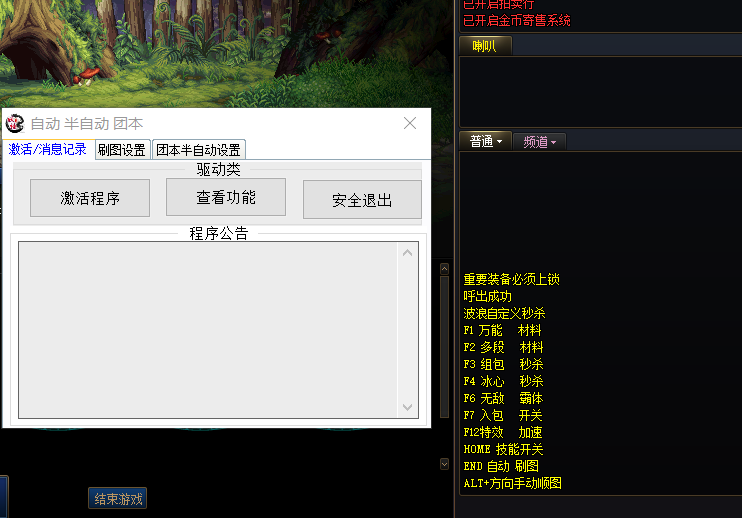 自动 半自动 团本
激活/消息记录 刷图设置 团本半自动设置
驱动类
激活程序 查看功能 安全退出
程序公告
结束游戏
已开启拍卖行
已开启金币寄售系统
喇叭
普通 频道
重要装备必须上锁
呼出成功
波浪自定义秒杀
F1 万能 材料
F2 多段 材料
F3 组包 秒杀
F4 冰心 秒杀
F6 无敌 霸体
F7 入包 开关
F12特效 加速
HOME 技能开关
END 自动 刷图
ALT+方向手动顺图